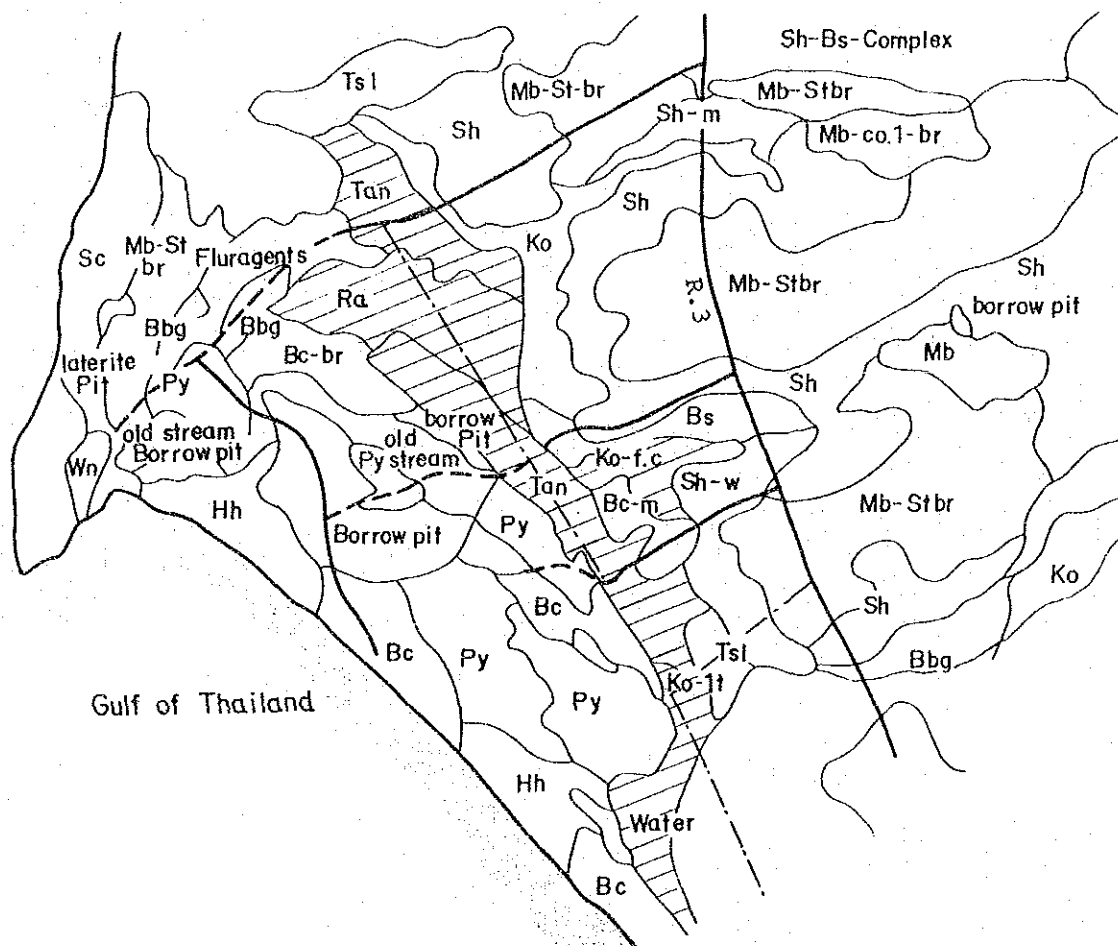 Sh-Bs-Complex
Tsl
Mb-St-br
Mb-Stbr
Sh
Sh-m
Mb-co.1-br
Tan
Sh
Sc
Mb-St
br
Fluragents
Ko
Sh
Ra
R.3
Mb-Stbr
borrow pit
Bbg
Bbg
Mb
laterite
Pit
Py
Bc-br
Sh
Bs
old stream
Borrow pit
borrow
Pit
old
Py stream
Ko-f.c
Wn
Tan
Sh-w
Bc-m
Hh
Mb-Stbr
Borrow pit
Py
Bc
Ko
Sh
Bc
Py
Tsl
Bbg
Ko-1t
Gulf of Thailand
Py
Hh
Water
Bc